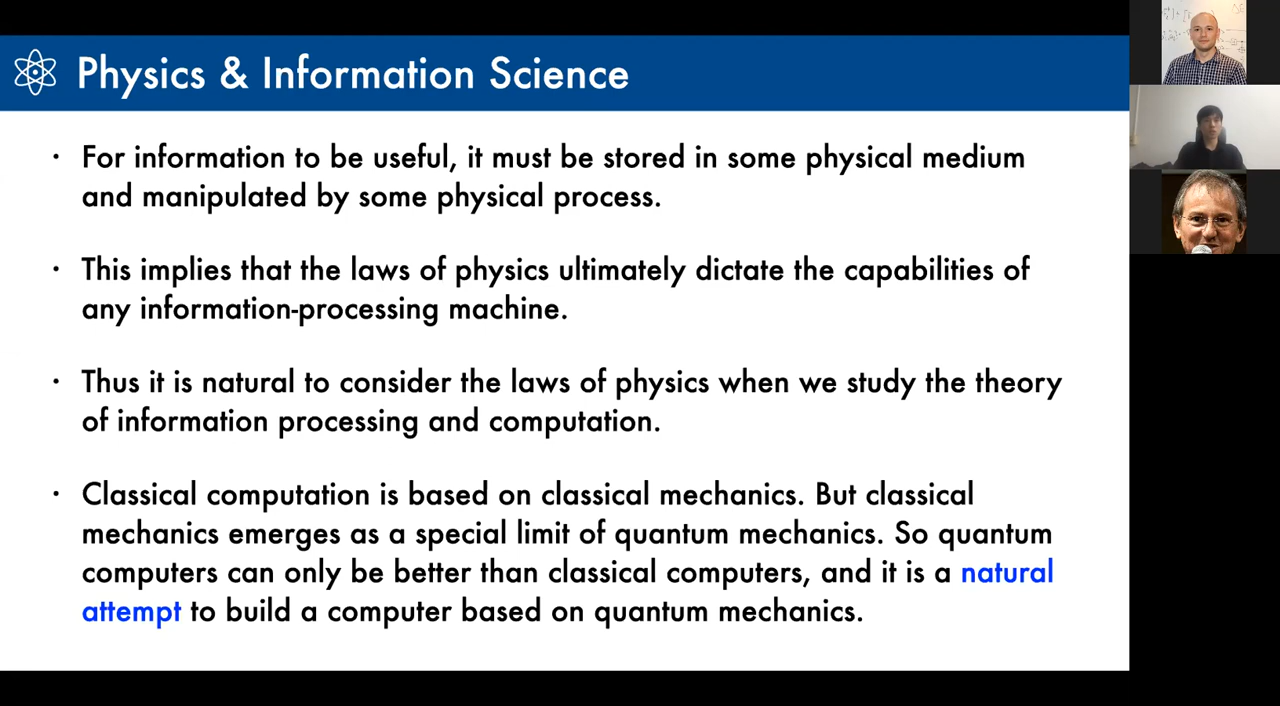 Physics & Information Science
• For information to be useful, it must be stored in some physical medium
and manipulated by some physical process.
• This implies that the laws of physics ultimately dictate the capabilities of
any information-processing machine.
• Thus it is natural to consider the laws of physics when we study the theory
of information processing and computation.
• Classical computation is based on classical mechanics. But classical
mechanics emerges as a special limit of quantum mechanics. So quantum
computers can only be better than classical computers, and it is a natural
attempt to build a computer based on quantum mechanics.